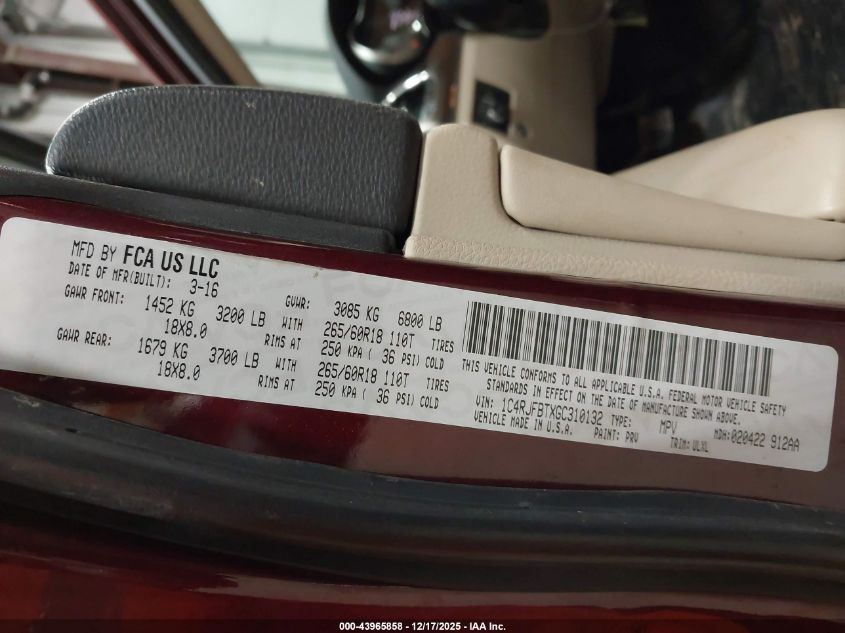 MFD BY FCA US LLC
DATE OF MFR(BUILT): 3-16
GAWR FRONT: 1452 KG 3200 LB WITH
18X8.0 RIMS AT
GAWR REAR: 1679 KG 3700 LB WITH
18X8.0 RIMS AT
GVWR: 3085 KG 6800 LB
265/60R18 110T TIRES
250 KPA ( 36 PSI) COLD
265/60R18 110T TIRES
250 KPA ( 36 PSI) COLD
THIS VEHICLE CONFORMS TO ALL APPLICABLE U.S.A. FEDERAL MOTOR VEHICLE SAFETY
STANDARDS IN EFFECT ON THE DATE OF MANUFACTURE SHOWN ABOVE.
VIN: 1C4RJFBTXGC310132 TYPE: MPV MDH:020422 912AA
VEHICLE MADE IN U.S.A. PAINT: PRV TRIM: ULXL
000-43965858 - 12/17/2025 - IAA Inc.